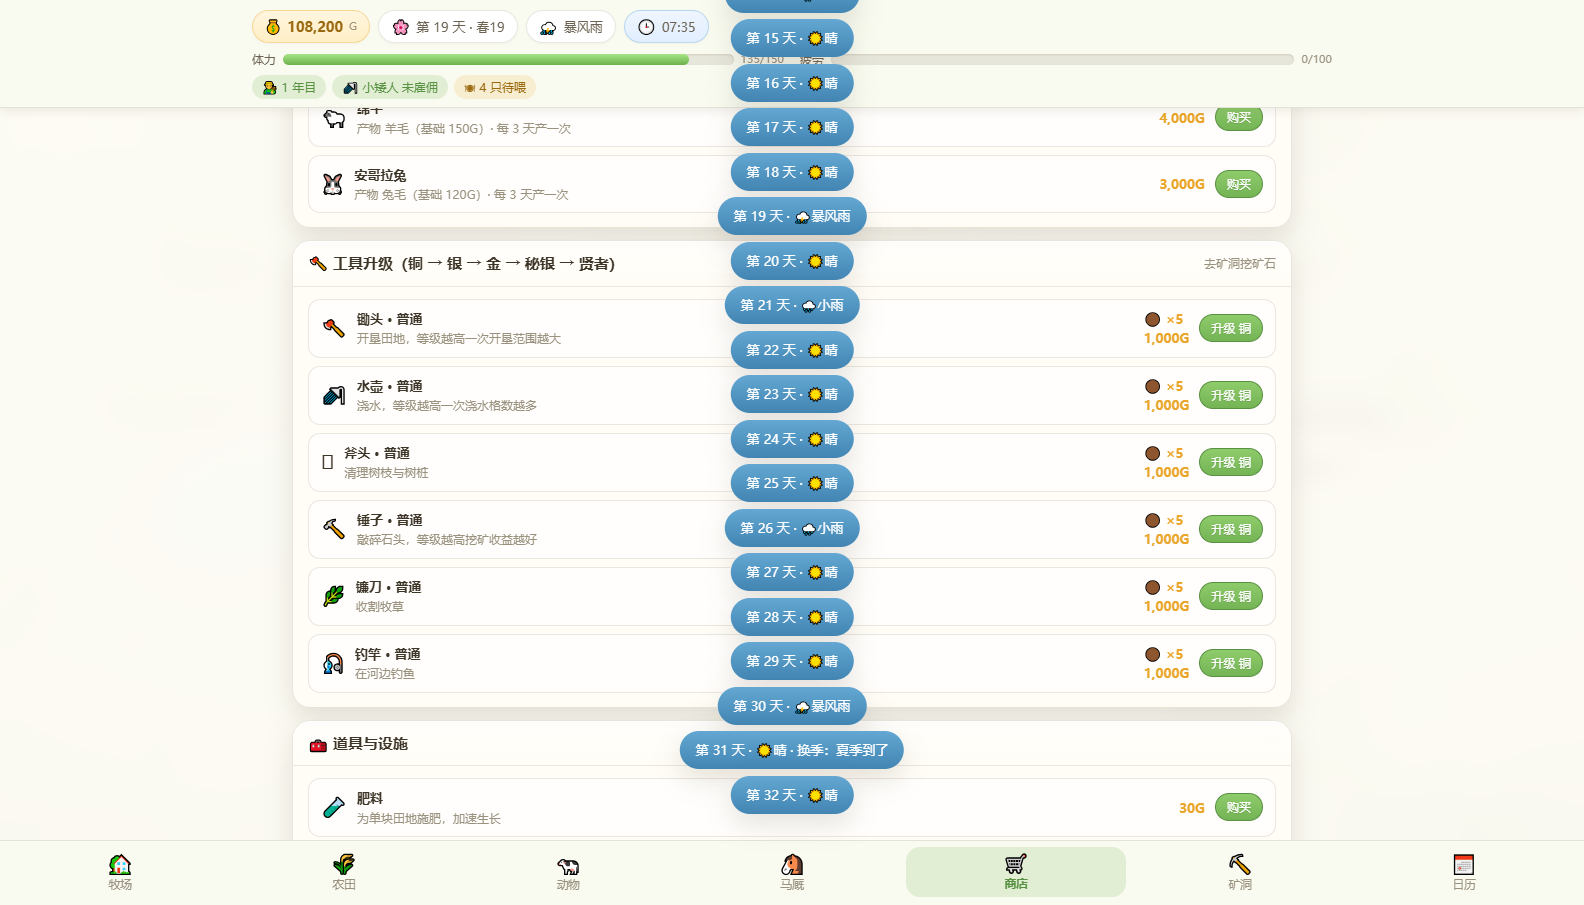 108,200 G
第 19 天 · 春19
暴风雨
07:35
体力
135/150
疲劳
0/100
1 年目
小矮人 未雇佣
4 只待喂
绵羊
产物 羊毛（基础 150G）· 每 3 天产一次
4,000G
购买
安哥拉兔
产物 兔毛（基础 120G）· 每 3 天产一次
3,000G
购买
工具升级（铜 → 银 → 金 → 秘银 → 贤者）
去矿洞挖矿石
锄头 • 普通
开垦田地，等级越高一次开垦范围越大
×5
1,000G
升级 铜
水壶 • 普通
浇水，等级越高一次浇水格数越多
×5
1,000G
升级 铜
斧头 • 普通
清理树枝与树桩
×5
1,000G
升级 铜
锤子 • 普通
敲碎石头，等级越高挖矿收益越好
×5
1,000G
升级 铜
镰刀 • 普通
收割牧草
×5
1,000G
升级 铜
钓竿 • 普通
在河边钓鱼
×5
1,000G
升级 铜
道具与设施
肥料
为单块田地施肥，加速生长
30G
购买
第 15 天 · 晴
第 16 天 · 晴
第 17 天 · 晴
第 18 天 · 晴
第 19 天 · 暴风雨
第 20 天 · 晴
第 21 天 · 小雨
第 22 天 · 晴
第 23 天 · 晴
第 24 天 · 晴
第 25 天 · 晴
第 26 天 · 小雨
第 27 天 · 晴
第 28 天 · 晴
第 29 天 · 晴
第 30 天 · 暴风雨
第 31 天 · 晴 · 换季：夏季到了
第 32 天 · 晴
牧场
农田
动物
马厩
商店
矿洞
日历